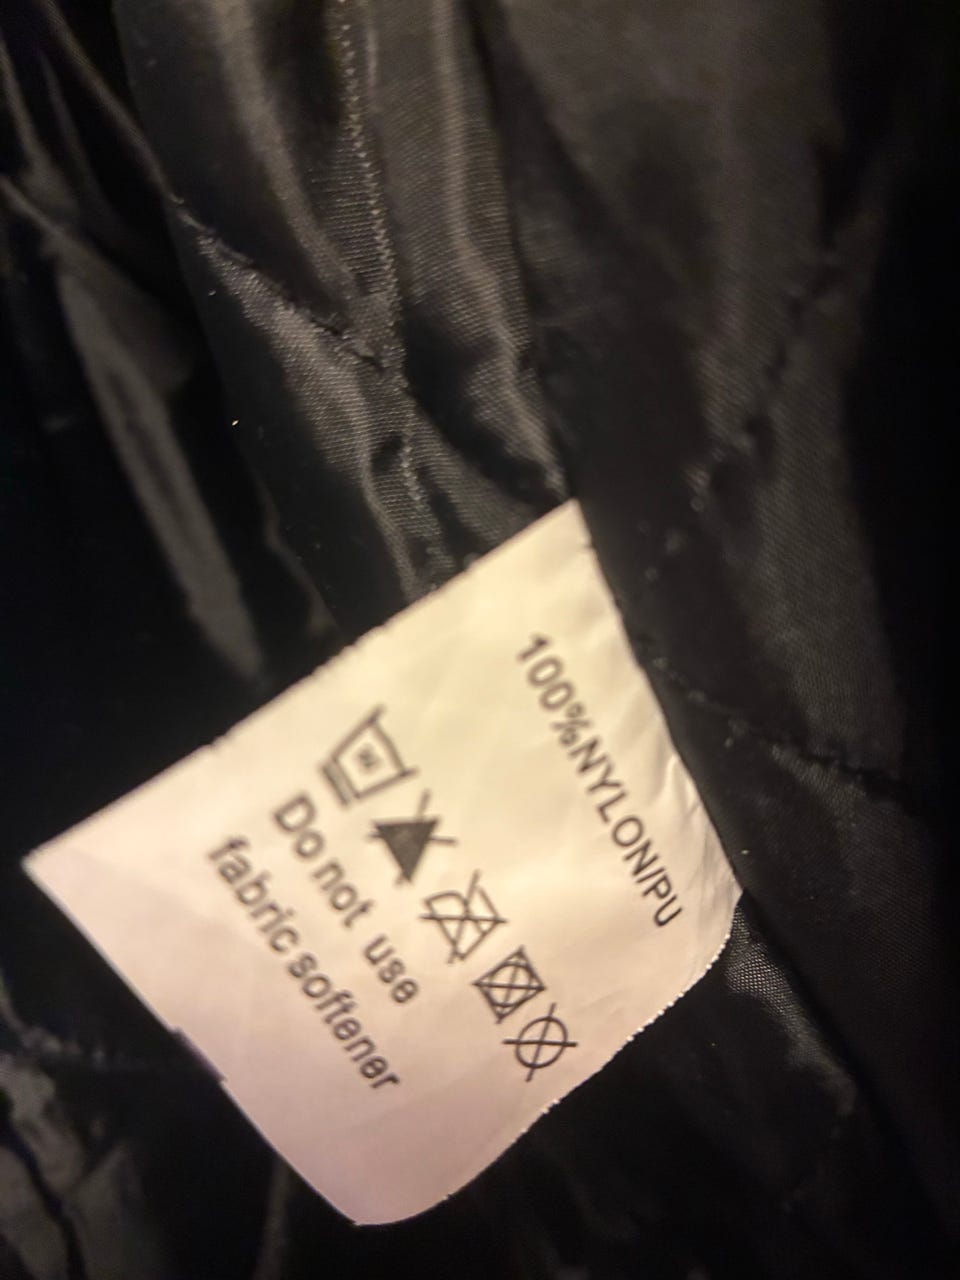 100%NYLON/PU
Do not use
fabric softener